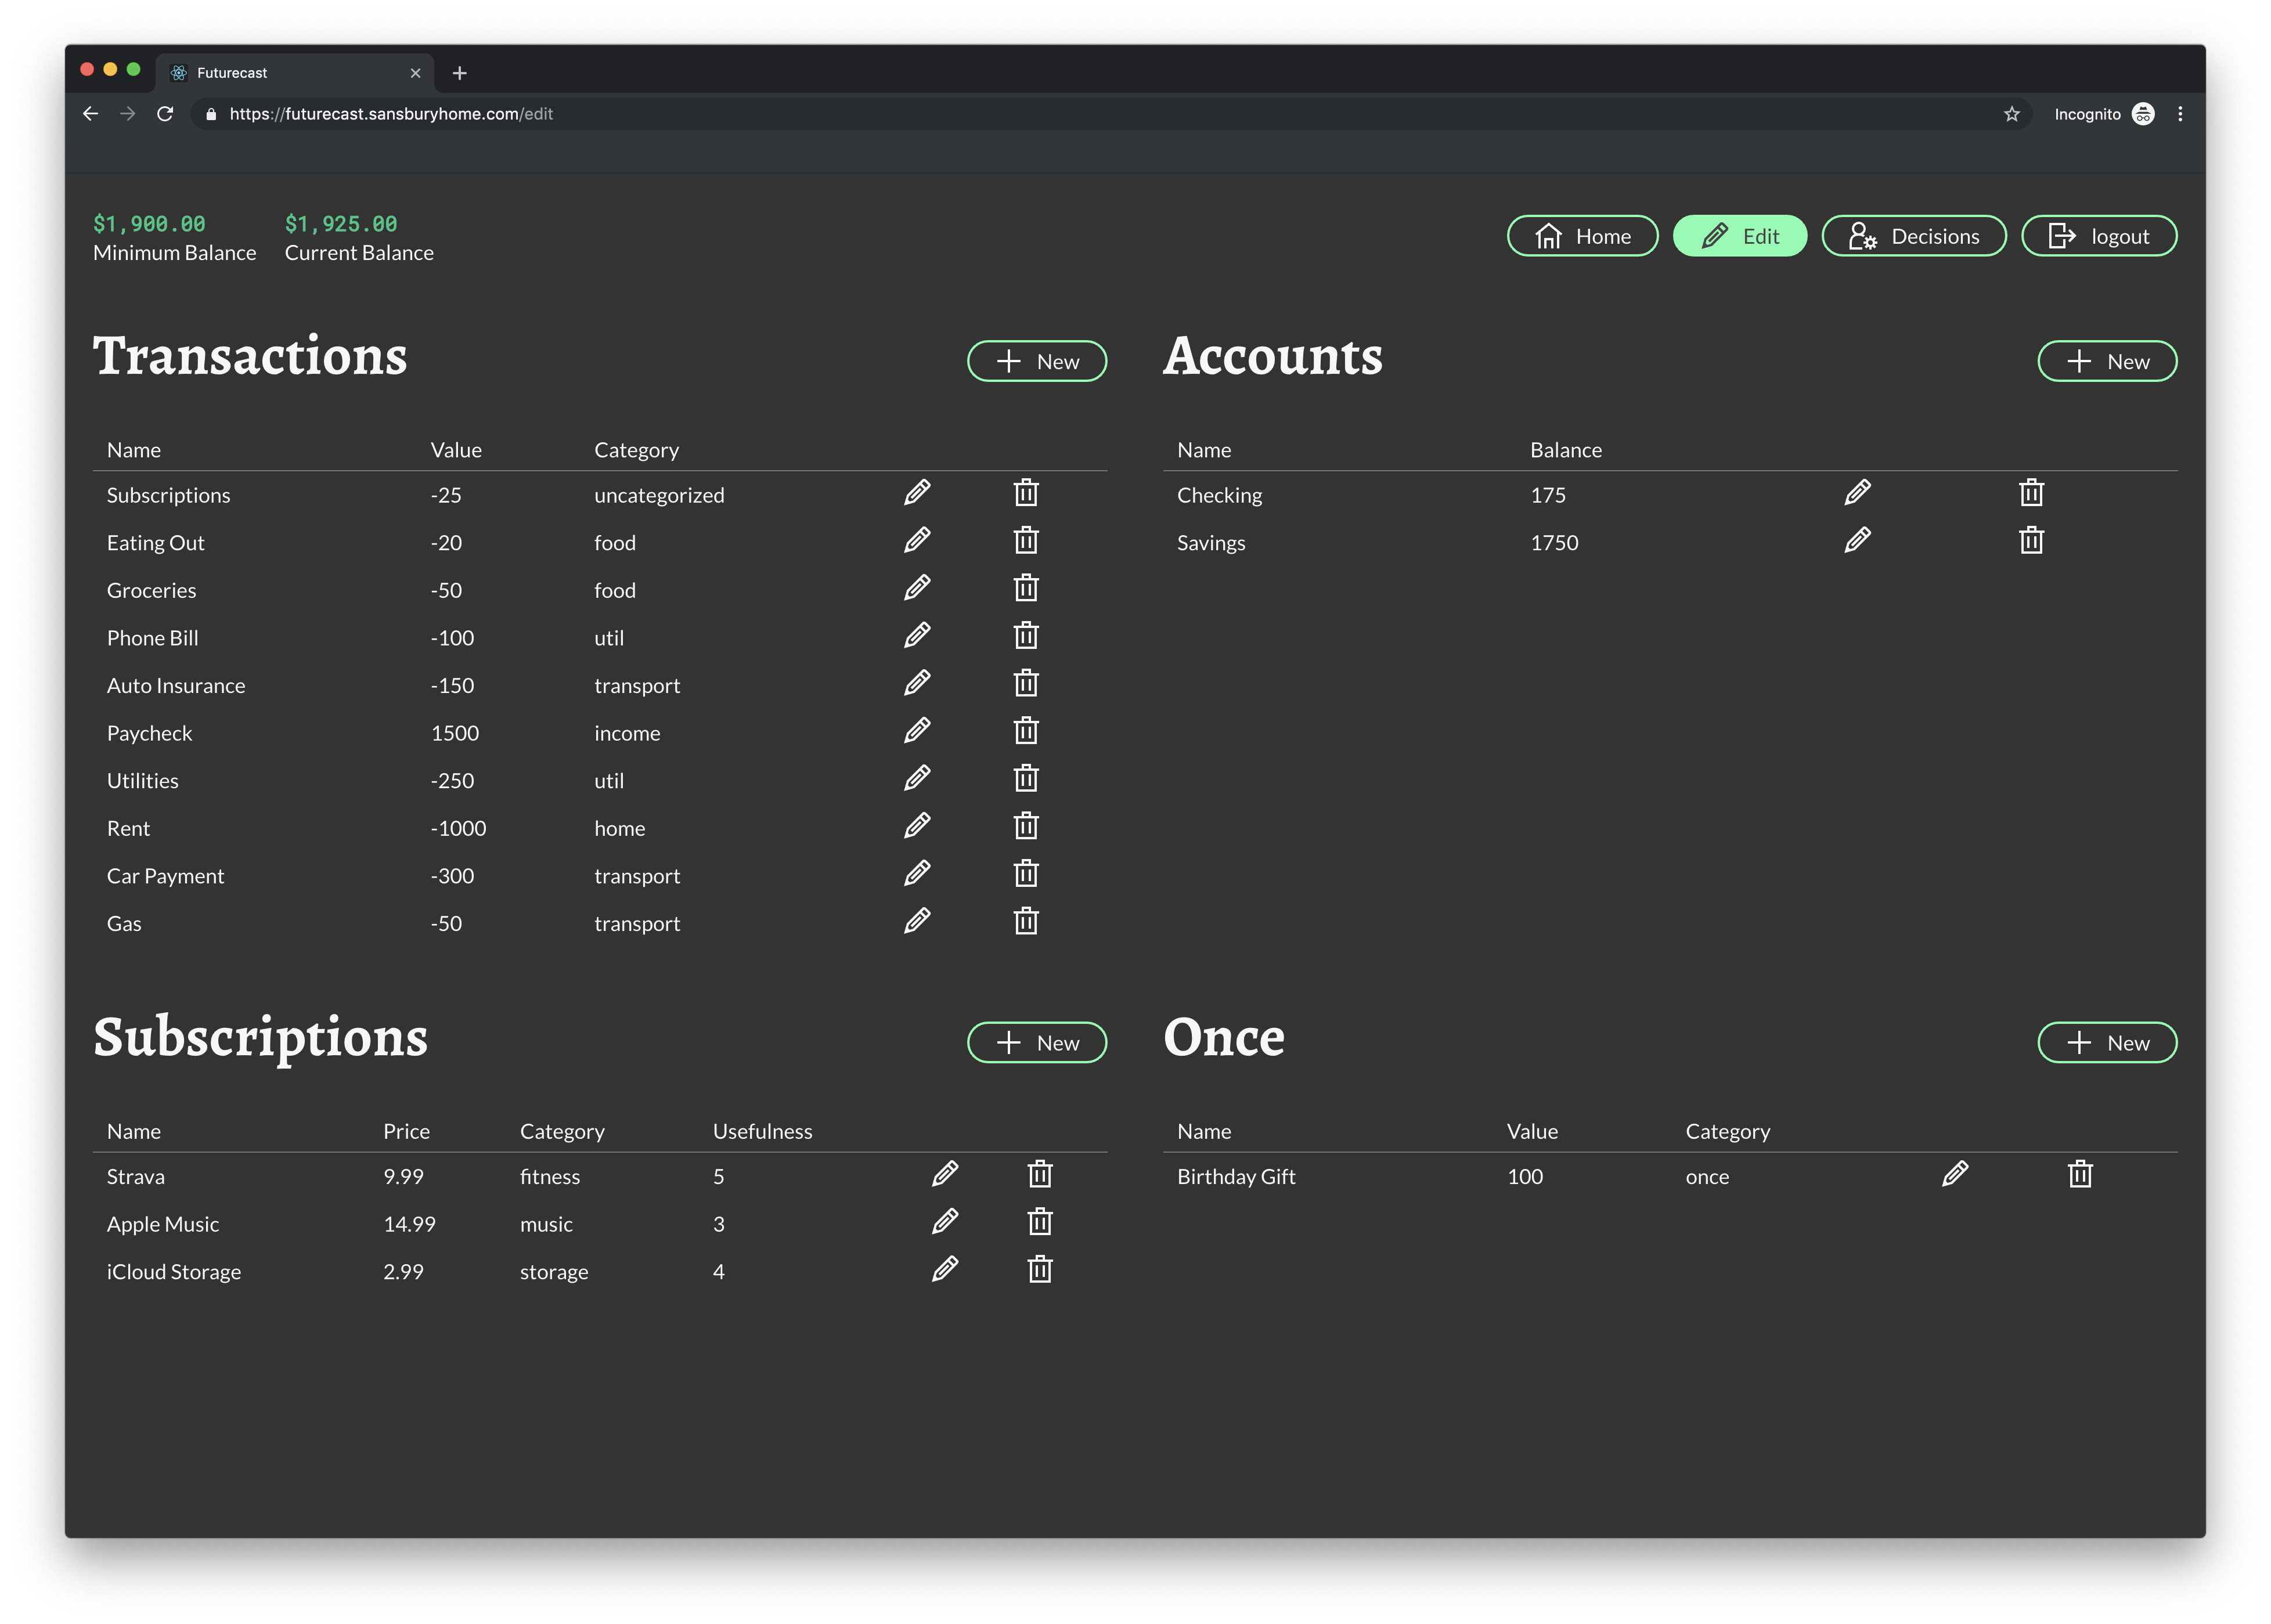 Futurecast
https://futurecast.sansburyhome.com/edit
Incognito
$1,900.00 $1,925.00
Minimum Balance Current Balance
Home Edit Decisions logout
Transactions
New
Name Value Category
Subscriptions -25 uncategorized
Eating Out -20 food
Groceries -50 food
Phone Bill -100 util
Auto Insurance -150 transport
Paycheck 1500 income
Utilities -250 util
Rent -1000 home
Car Payment -300 transport
Gas -50 transport
Accounts
New
Name Balance
Checking 175
Savings 1750
Subscriptions
New
Name Price Category Usefulness
Strava 9.99 fitness 5
Apple Music 14.99 music 3
iCloud Storage 2.99 storage 4
Once
New
Name Value Category
Birthday Gift 100 once